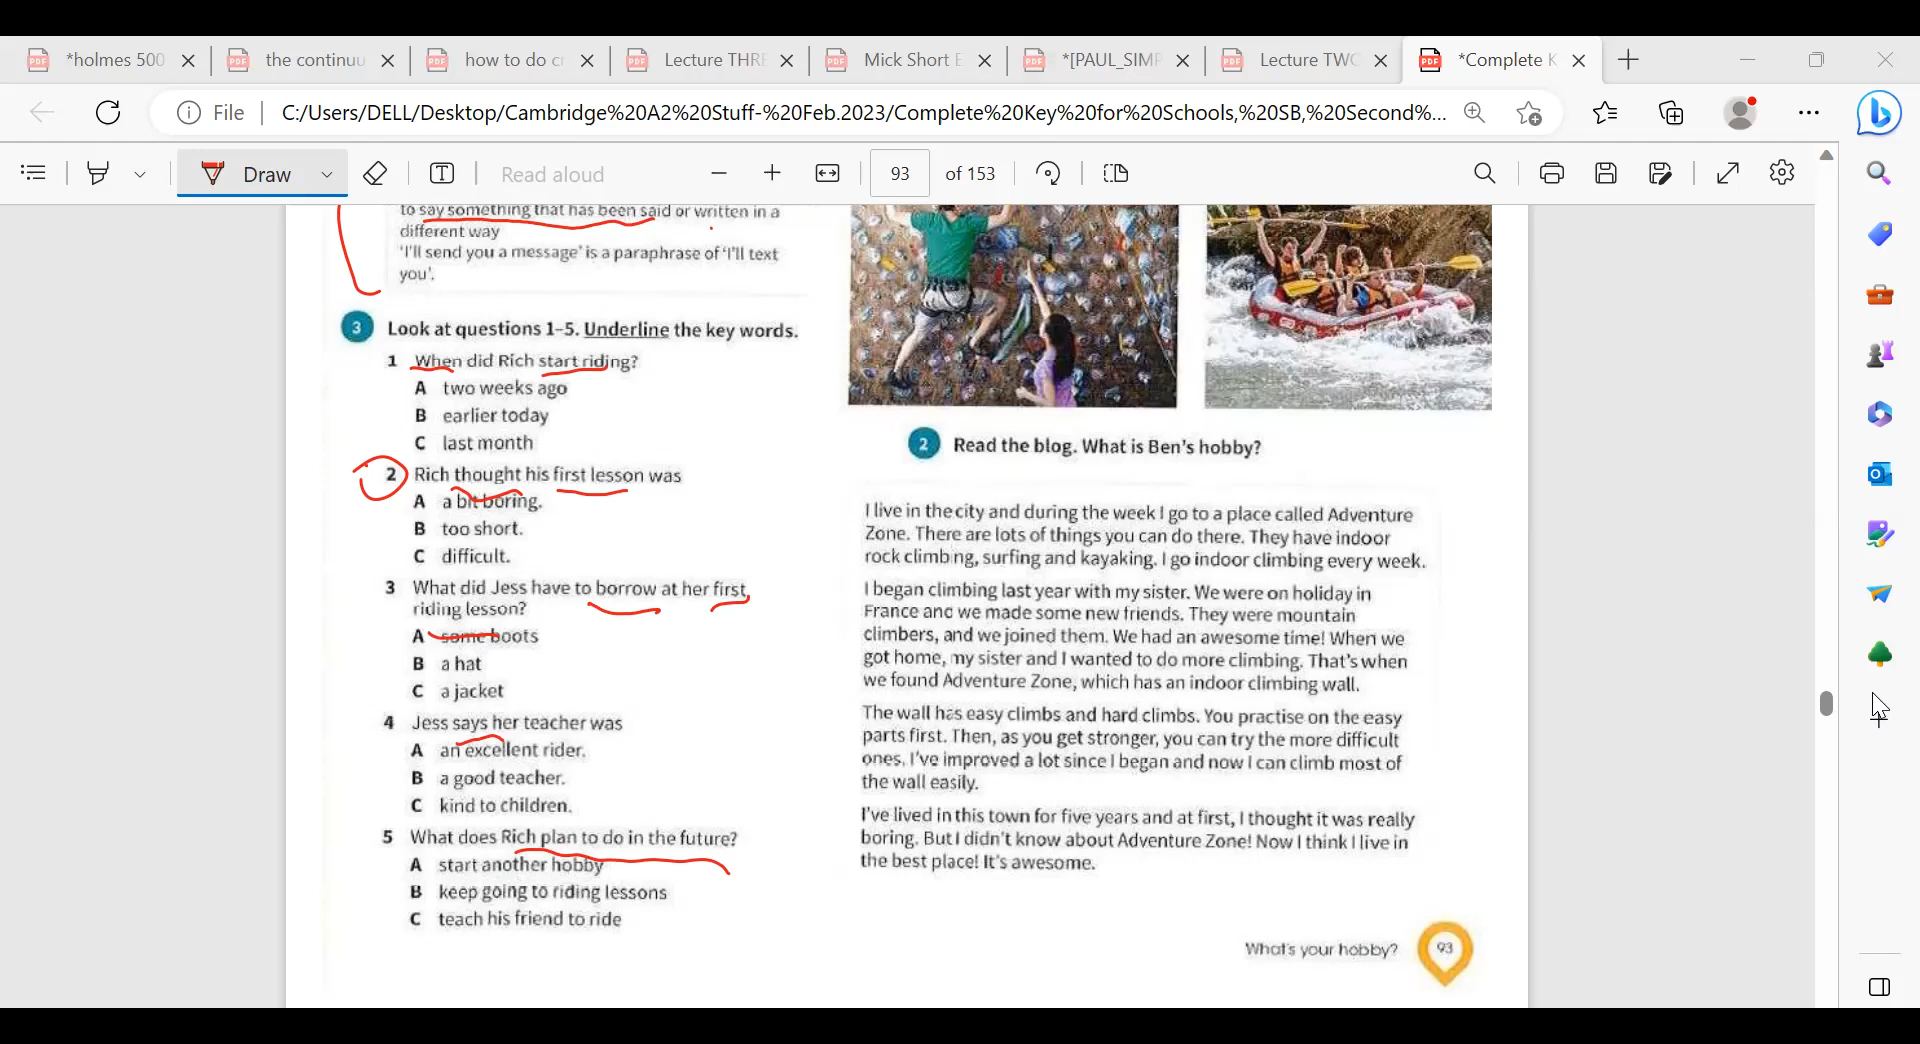 *holmes 500
the continuu
how to do c
Lecture THR
Mick Short E
*[PAUL_SIMP
Lecture TWO
*Complete K
File
C:/Users/DELL/Desktop/Cambridge%20A2%20Stuff-%20Feb.2023/Complete%20Key%20for%20Schools,%20SB,%20Second%...
Draw
Read aloud
93 of 153
to say something that has been said or written in a
different way
'I'll send you a message' is a paraphrase of 'I'll text
you'.
3 Look at questions 1–5. Underline the key words.
1 When did Rich start riding?
A two weeks ago
B earlier today
C last month
2 Rich thought his first lesson was
A a bit boring.
B too short.
C difficult.
3 What did Jess have to borrow at her first
riding lesson?
A some boots
B a hat
C a jacket
4 Jess says her teacher was
A an excellent rider.
B a good teacher.
C kind to children.
5 What does Rich plan to do in the future?
A start another hobby
B keep going to riding lessons
C teach his friend to ride
2 Read the blog. What is Ben's hobby?
I live in the city and during the week I go to a place called Adventure
Zone. There are lots of things you can do there. They have indoor
rock climbing, surfing and kayaking. I go indoor climbing every week.
I began climbing last year with my sister. We were on holiday in
France and we made some new friends. They were mountain
climbers, and we joined them. We had an awesome time! When we
got home, my sister and I wanted to do more climbing. That's when
we found Adventure Zone, which has an indoor climbing wall.
The wall has easy climbs and hard climbs. You practise on the easy
parts first. Then, as you get stronger, you can try the more difficult
ones. I've improved a lot since I began and now I can climb most of
the wall easily.
I've lived in this town for five years and at first, I thought it was really
boring. But I didn't know about Adventure Zone! Now I think I live in
the best place! It's awesome.
What's your hobby? 93